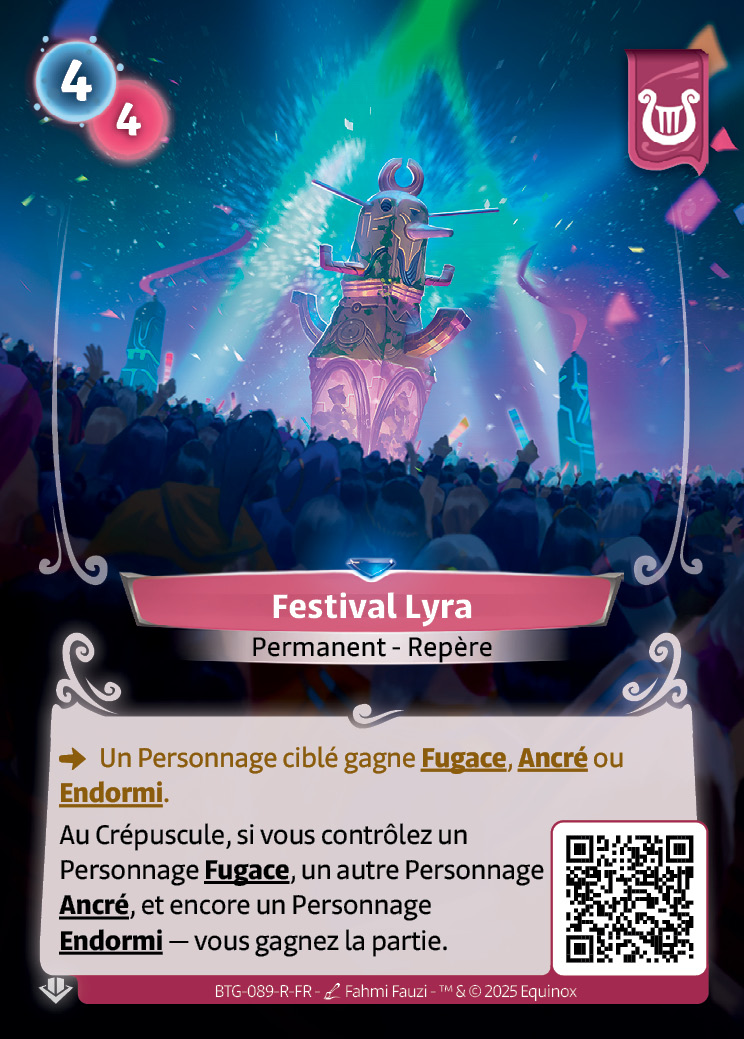 4
4
Festival Lyra
Permanent - Repère
Un Personnage ciblé gagne Fugace, Ancré ou
Endormi.
Au Crépuscule, si vous contrôlez un
Personnage Fugace, un autre Personnage
Ancré, et encore un Personnage
Endormi — vous gagnez la partie.
BTG-089-R-FR - Fahmi Fauzi - ™ & © 2025 Equinox